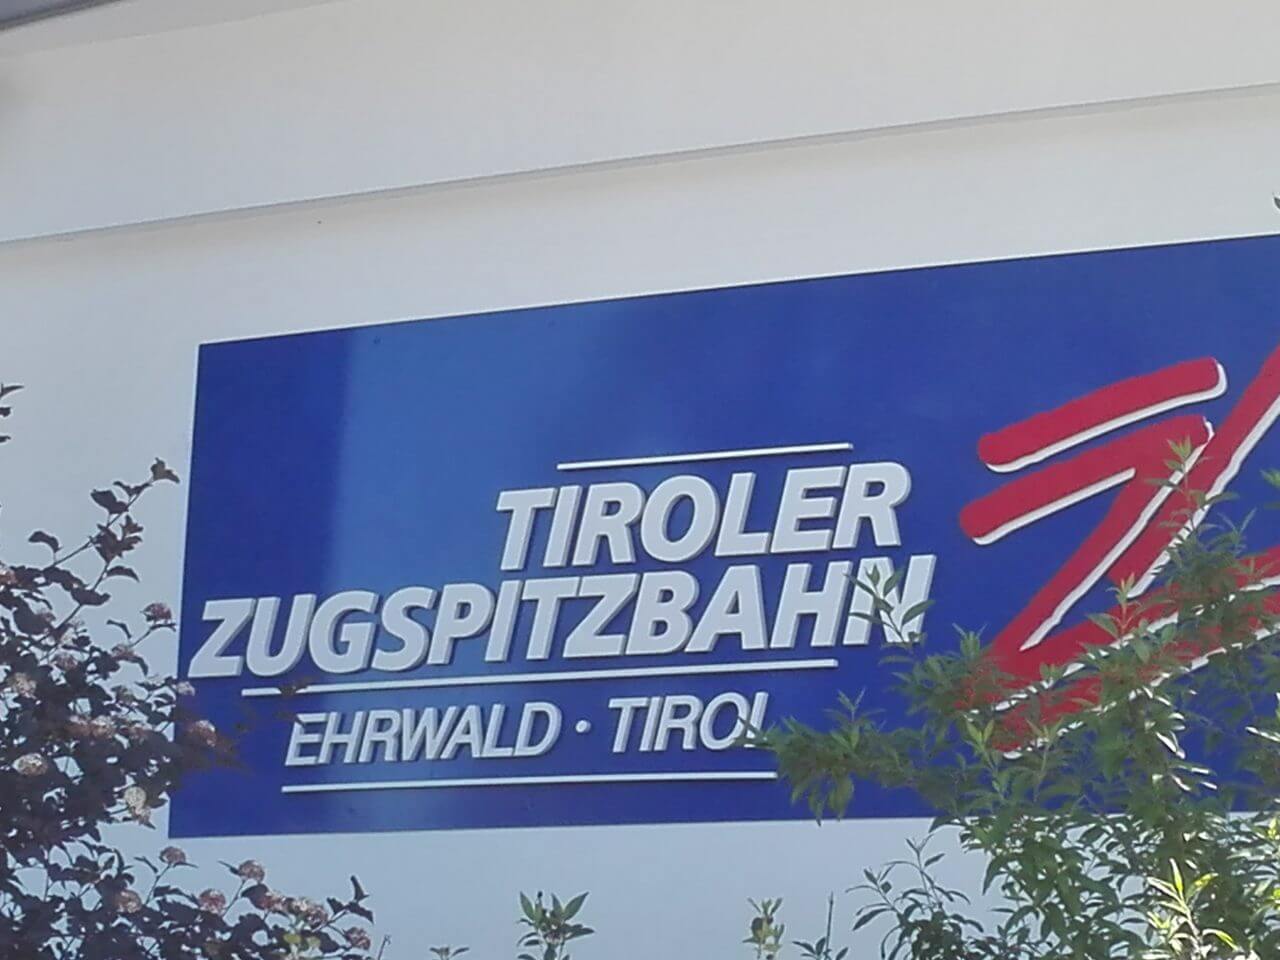 TIROLER
ZUGSPITZBAHN
EHRWALD · TIROL